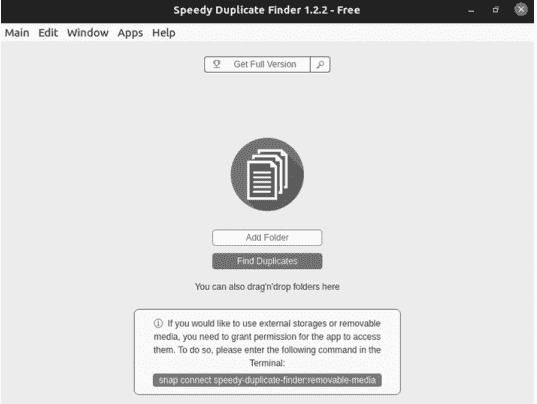 Speedy Duplicate Finder 1.2.2 - Free
Main Edit Window Apps Help
Get Full Version
Add Folder
Find Duplicates
You can also drag'n'drop folders here
If you would like to use external storages or removable
media, you need to grant permission for the app to access
them. To do so, please enter the following command in the
Terminal:
snap connect speedy-duplicate-finder:removable-media